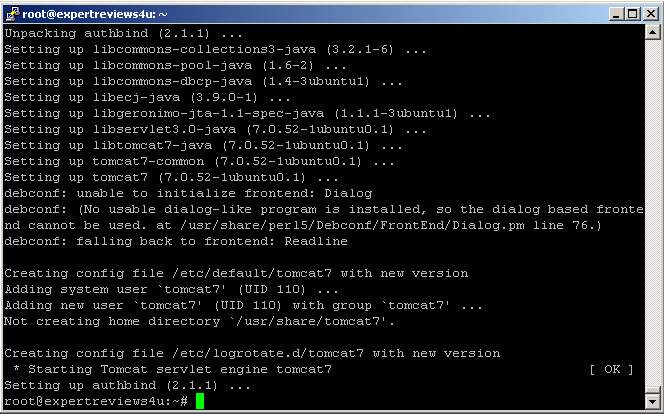 root@expertreviews4u: ~
Unpacking authbind (2.1.1) ...
Setting up libcommons-collections3-java (3.2.1-6) ...
Setting up libcommons-pool-java (1.6-2) ...
Setting up libcommons-dbcp-java (1.4-3ubuntu1) ...
Setting up libecj-java (3.9.0-1) ...
Setting up libgeronimo-jta-1.1-spec-java (1.1.1-3ubuntu1) ...
Setting up libservlet3.0-java (7.0.52-1ubuntu0.1) ...
Setting up libtomcat7-java (7.0.52-1ubuntu0.1) ...
Setting up tomcat7-common (7.0.52-1ubuntu0.1) ...
Setting up tomcat7 (7.0.52-1ubuntu0.1) ...
debconf: unable to initialize frontend: Dialog
debconf: (No usable dialog-like program is installed, so the dialog based fronte
nd cannot be used. at /usr/share/perl5/Debconf/FrontEnd/Dialog.pm line 76.)
debconf: falling back to frontend: Readline
Creating config file /etc/default/tomcat7 with new version
Adding system user `tomcat7' (UID 110) ...
Adding new user `tomcat7' (UID 110) with group `tomcat7' ...
Not creating home directory `/usr/share/tomcat7'.
Creating config file /etc/logrotate.d/tomcat7 with new version
 * Starting Tomcat servlet engine tomcat7 [ OK ]
Setting up authbind (2.1.1) ...
root@expertreviews4u:~#